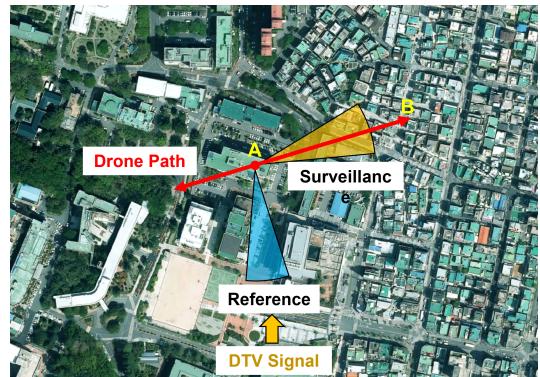 A
B
Drone Path
Surveillanc
e
Reference
DTV Signal